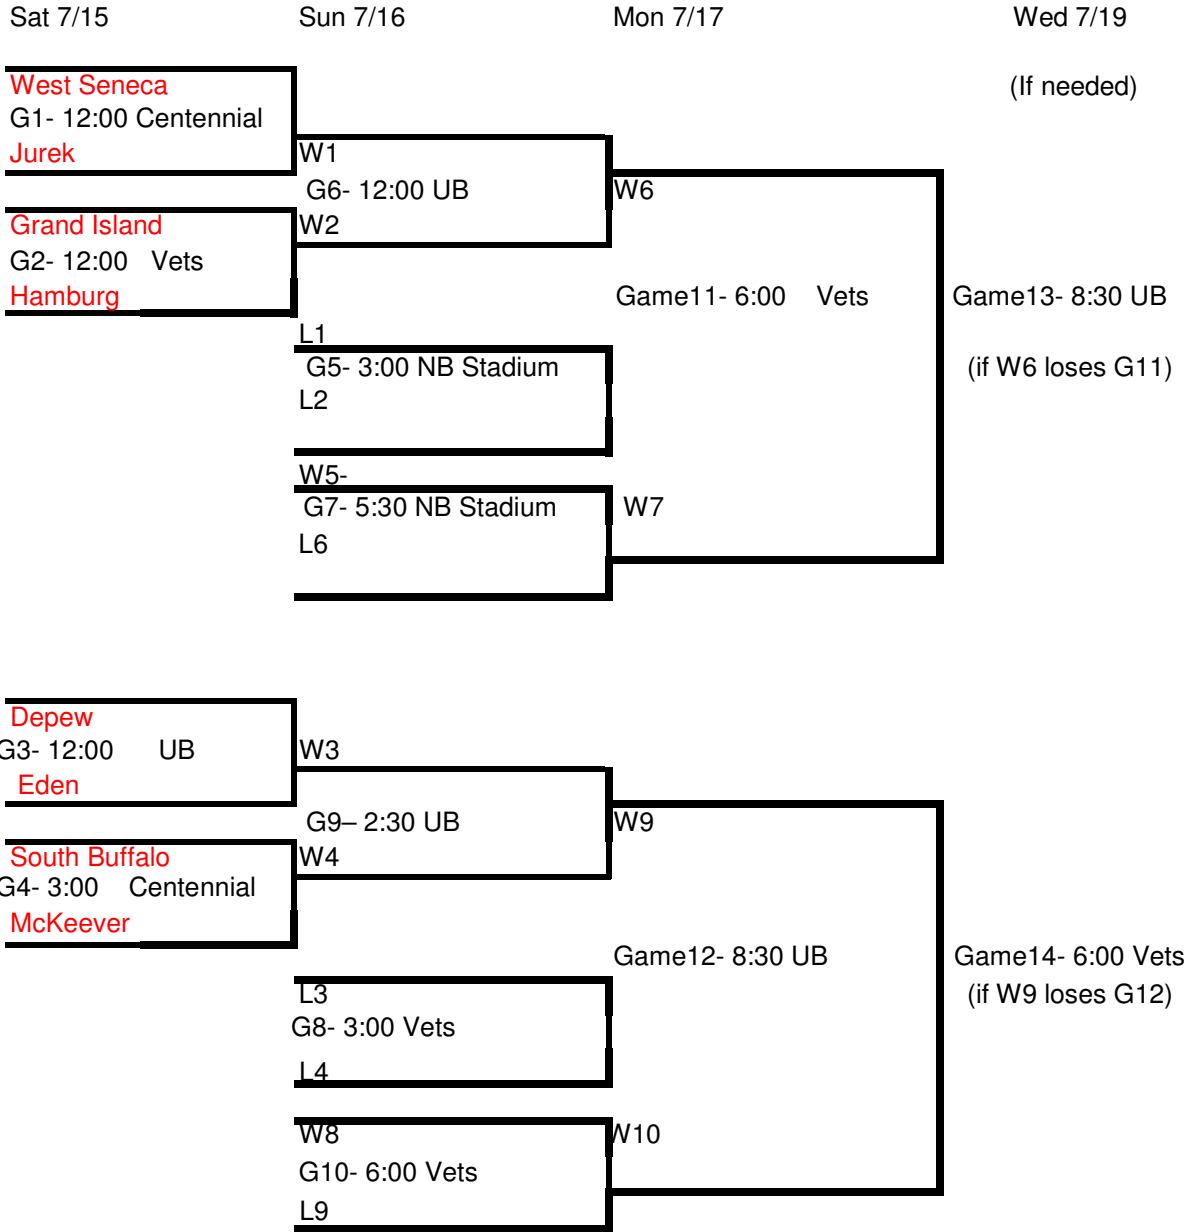 Sat 7/15 Sun 7/16 Mon 7/17 Wed 7/19
West Seneca (If needed)
G1- 12:00 Centennial
Jurek W1
G6- 12:00 UB W6
Grand Island W2
G2- 12:00 Vets
Hamburg Game11- 6:00 Vets Game13- 8:30 UB
L1
G5- 3:00 NB Stadium (if W6 loses G11)
L2
W5-
G7- 5:30 NB Stadium W7
L6
Depew
G3- 12:00 UB W3
Eden
G9– 2:30 UB W9
South Buffalo W4
G4- 3:00 Centennial
McKeever
Game12- 8:30 UB Game14- 6:00 Vets
L3 (if W9 loses G12)
G8- 3:00 Vets
L4
W8 W10
G10- 6:00 Vets
L9